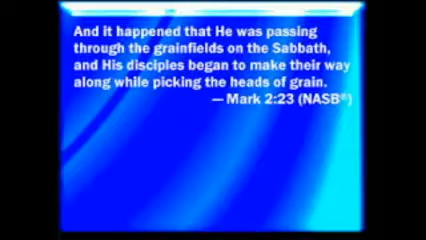 And it happened that He was passing
through the grainfields on the Sabbath,
and His disciples began to make their way
along while picking the heads of grain.
— Mark 2:23 (NASB®)